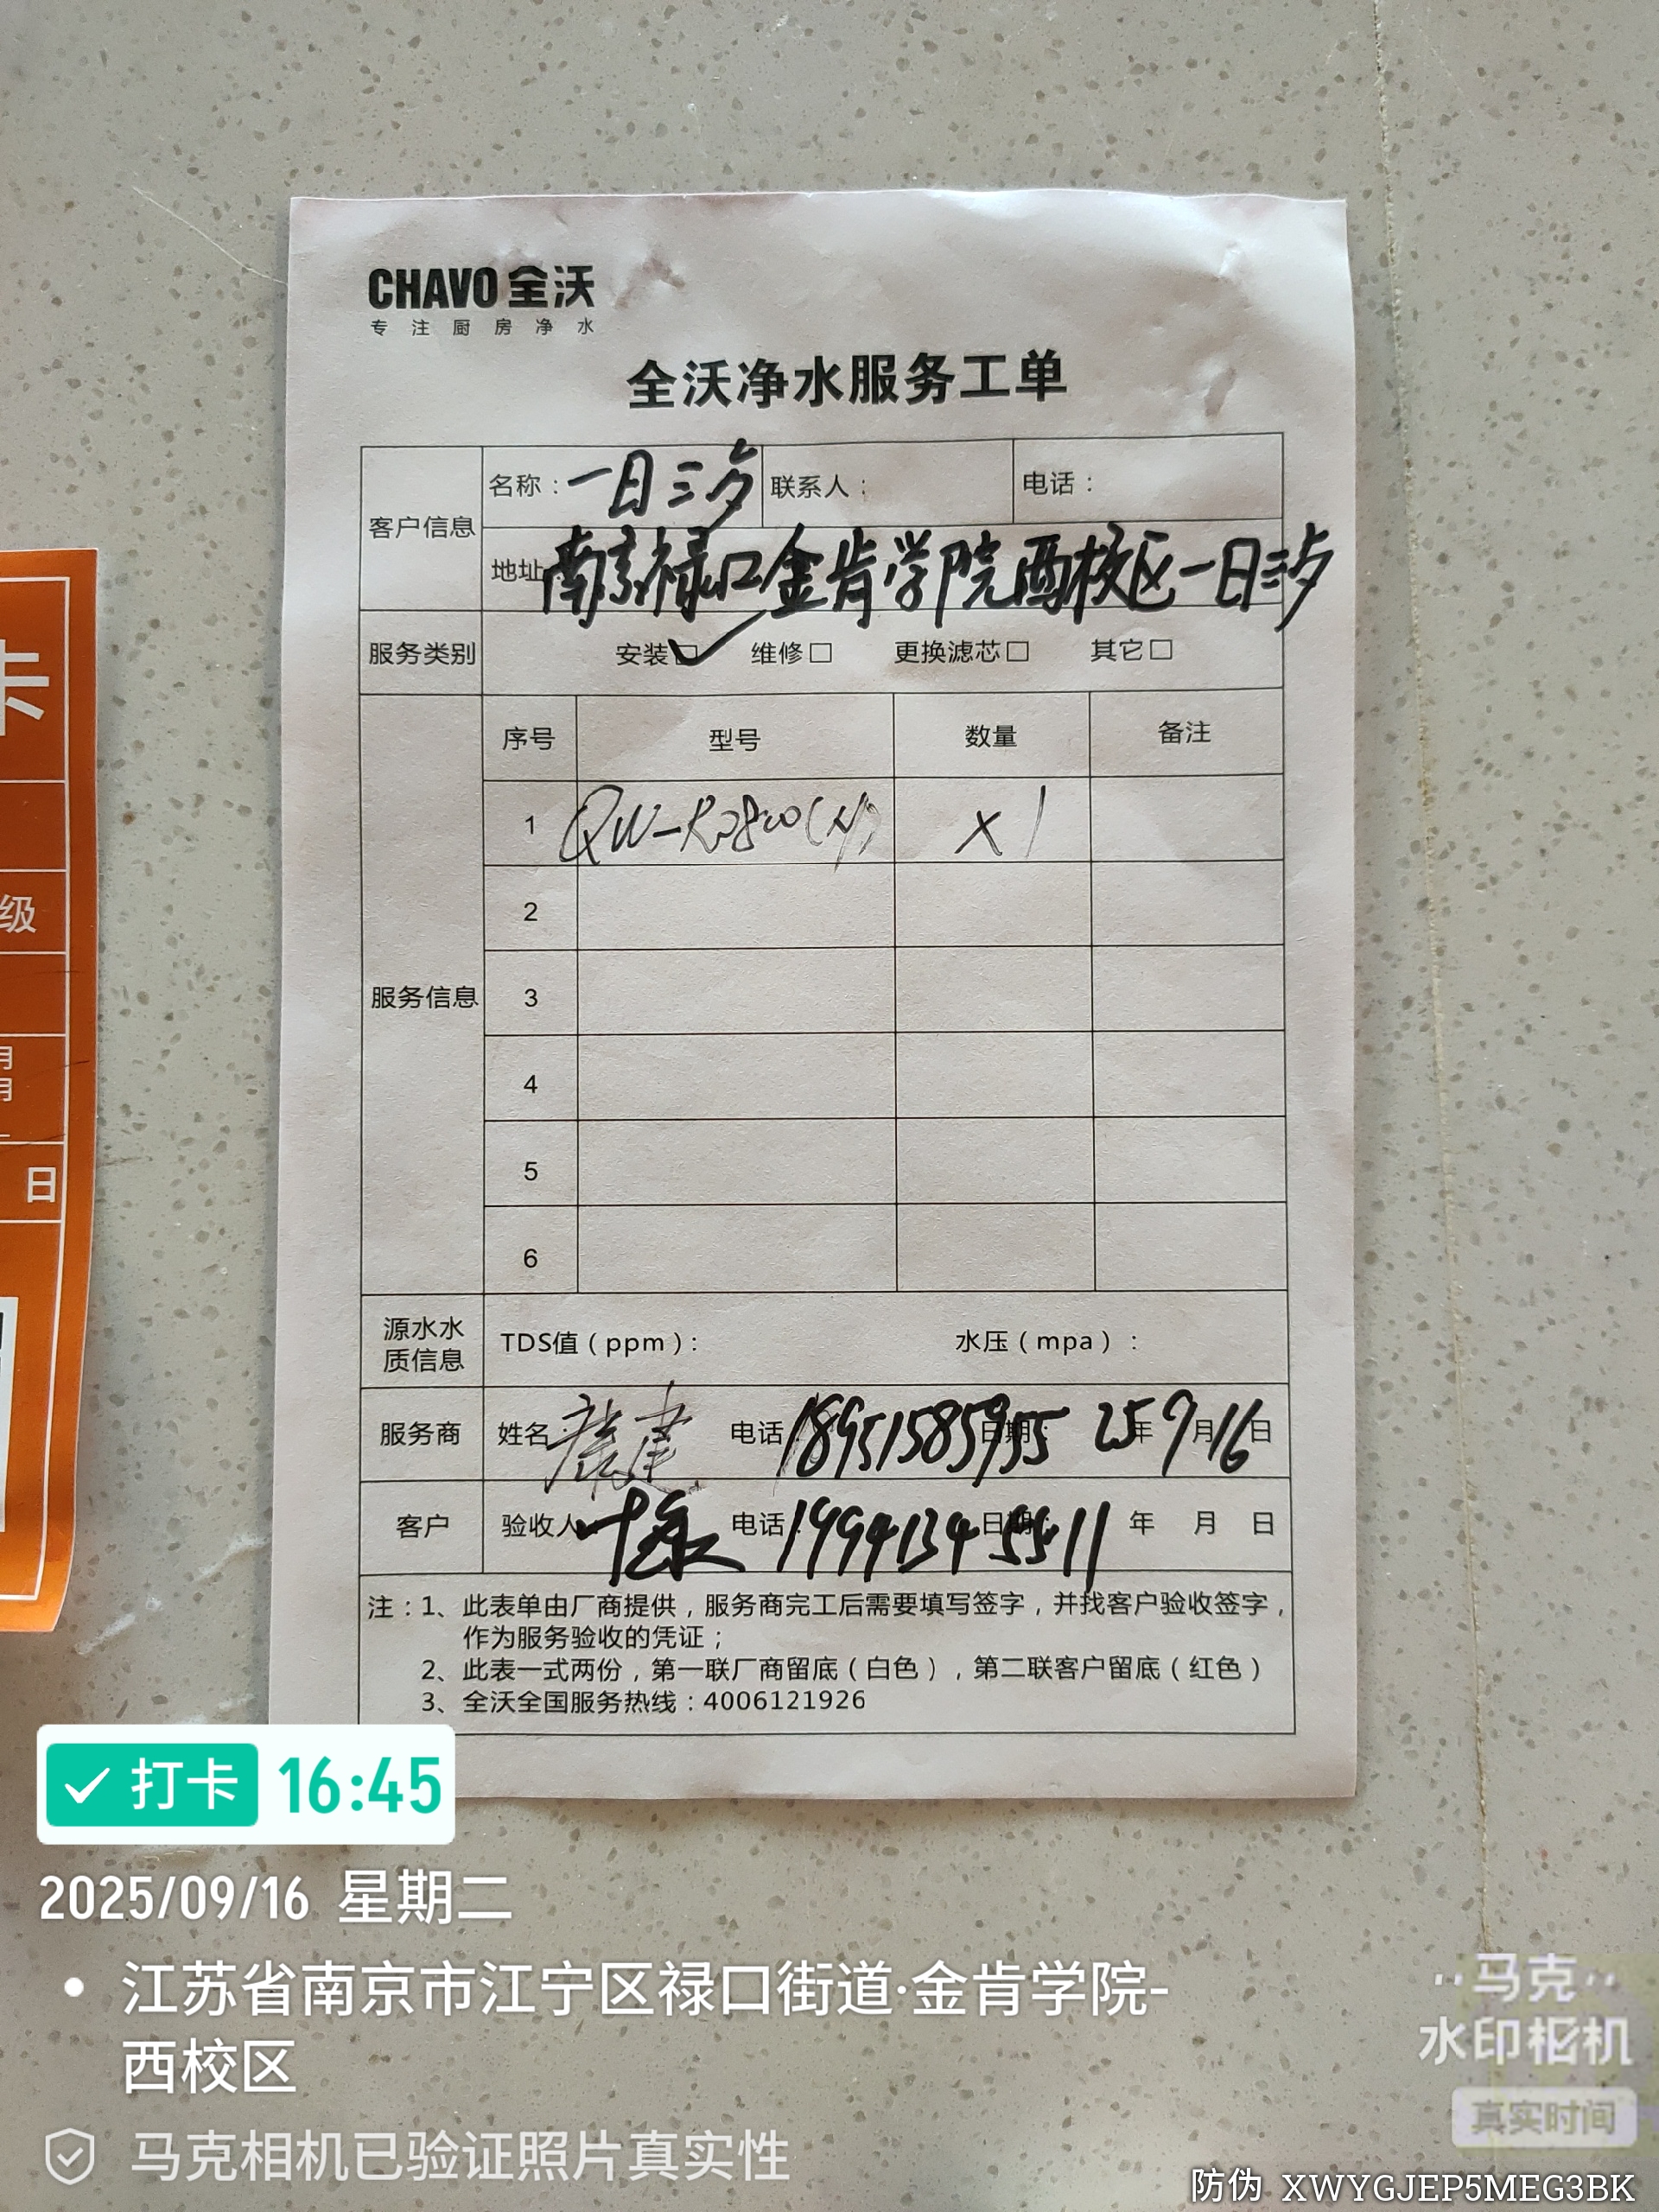 CHAVO 全沃
专注厨房净水
全沃净水服务工单
客户信息
名称：一日三夕 联系人： 电话：
地址 南京禄口金肯学院西校区一日三夕
服务类别 安装☑ 维修□ 更换滤芯□ 其它□
服务信息
序号 型号 数量 备注
1 QW-RO800(N) X1
2
3
4
5
6
源水水质信息 TDS值（ppm）： 水压（mpa）：
服务商 姓名 电话 18951585955 日期 25年9月16日
客户 验收人 电话 19941345511 日期 年 月 日
注：1、此表单由厂商提供，服务商完工后需要填写签字，并找客户验收签字，
作为服务验收的凭证；
2、此表一式两份，第一联厂商留底（白色），第二联客户留底（红色）
3、全沃全国服务热线：4006121926
卡
级
月
月
日
打卡 16:45
2025/09/16 星期二
江苏省南京市江宁区禄口街道·金肯学院-
西校区
马克相机已验证照片真实性
马克
水印相机
真实时间
防伪 XWYGJEP5MEG3BK